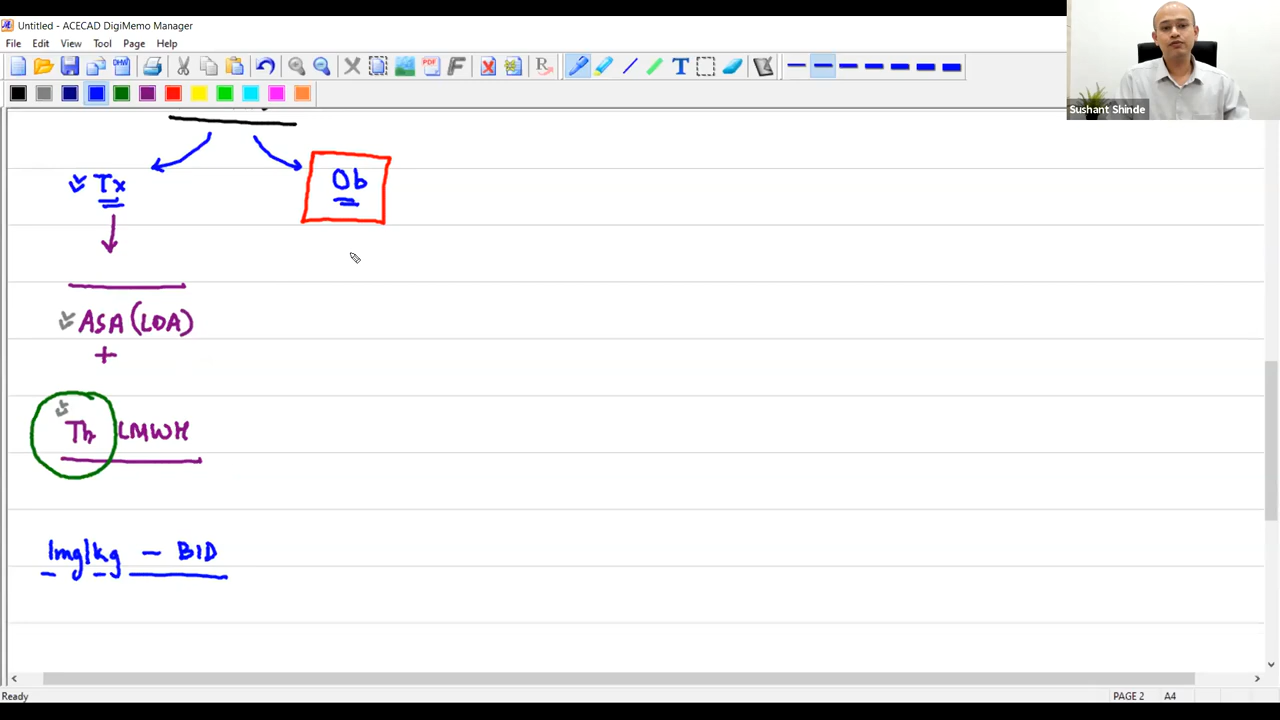 Untitled - ACECAD DigiMemo Manager
File Edit View Tool Page Help
Sushant Shinde
Tx
Ob
ASA (LDA)
+
Th LMWH
1mg/kg - BID
Ready
PAGE 2 A4